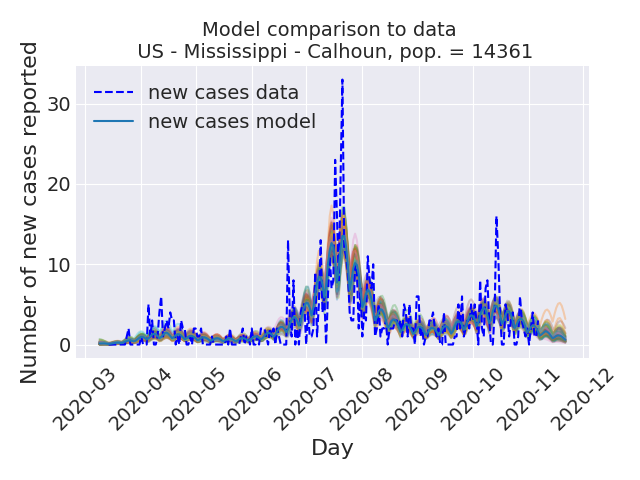 Model comparison to data
US - Mississippi - Calhoun, pop. = 14361
Number of new cases reported
30
20
10
0
new cases data
new cases model
2020-03
2020-04
2020-05
2020-06
2020-07
2020-08
2020-09
2020-10
2020-11
2020-12
Day